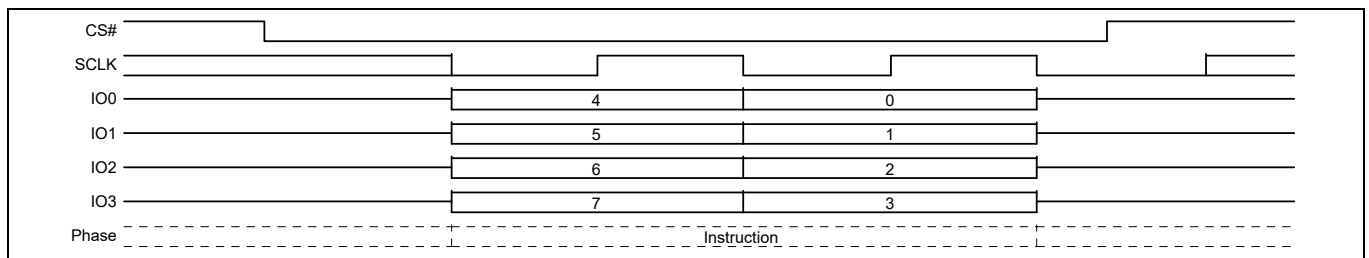 CS#
SCLK
IO0 4 0
IO1 5 1
IO2 6 2
IO3 7 3
Phase Instruction